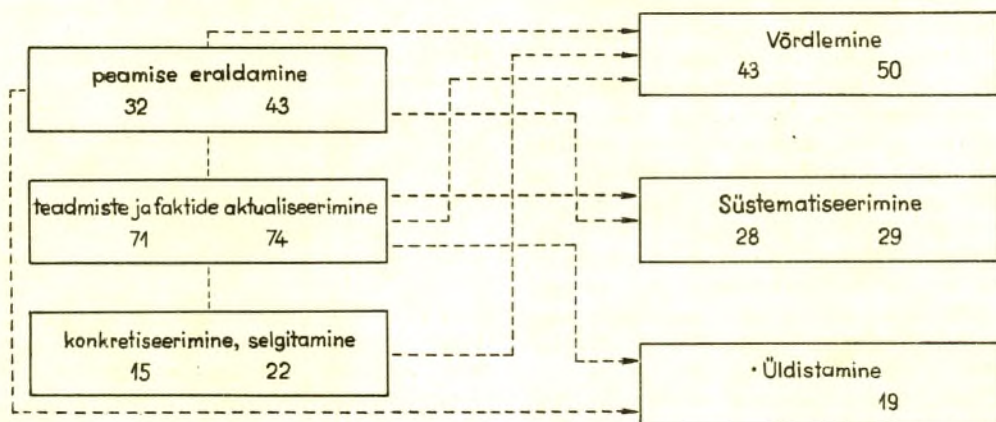 peamise eraldamine
32 43
teadmiste ja faktide aktualiseerimine
71 74
konkretiseerimine, selgitamine
15 22
Võrdlemine
43 50
Süstematiseerimine
28 29
Üldistamine
19